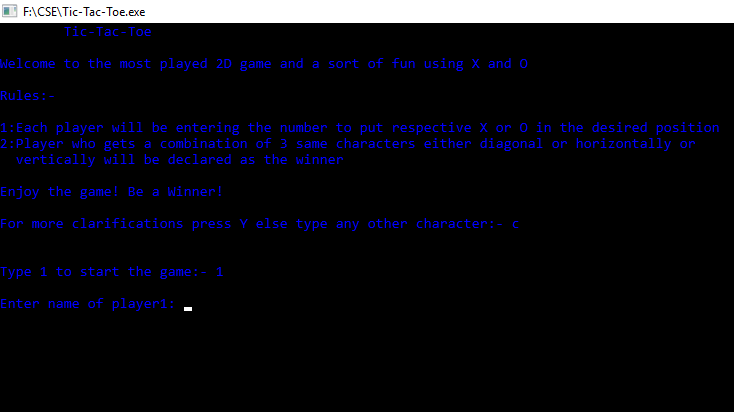 F:\CSE\Tic-Tac-Toe.exe
Tic-Tac-Toe
Welcome to the most played 2D game and a sort of fun using X and O
Rules:-
1:Each player will be entering the number to put respective X or O in the desired position
2:Player who gets a combination of 3 same characters either diagonal or horizontally or
vertically will be declared as the winner
Enjoy the game! Be a Winner!
For more clarifications press Y else type any other character:- c
Type 1 to start the game:- 1
Enter name of player1: